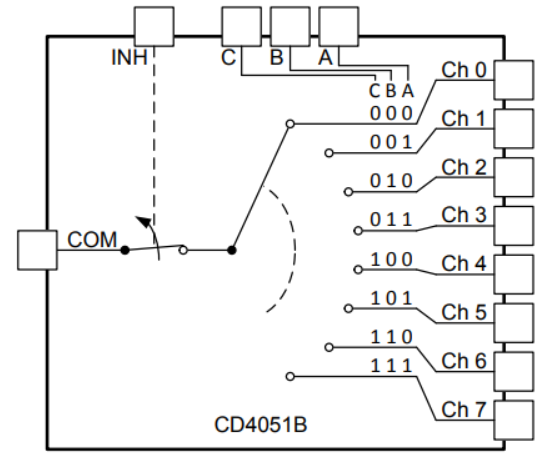 INH C B A
C B A
Ch 0
0 0 0
Ch 1
0 0 1
Ch 2
0 1 0
Ch 3
0 1 1
COM
Ch 4
1 0 0
Ch 5
1 0 1
Ch 6
1 1 0
Ch 7
1 1 1
CD4051B